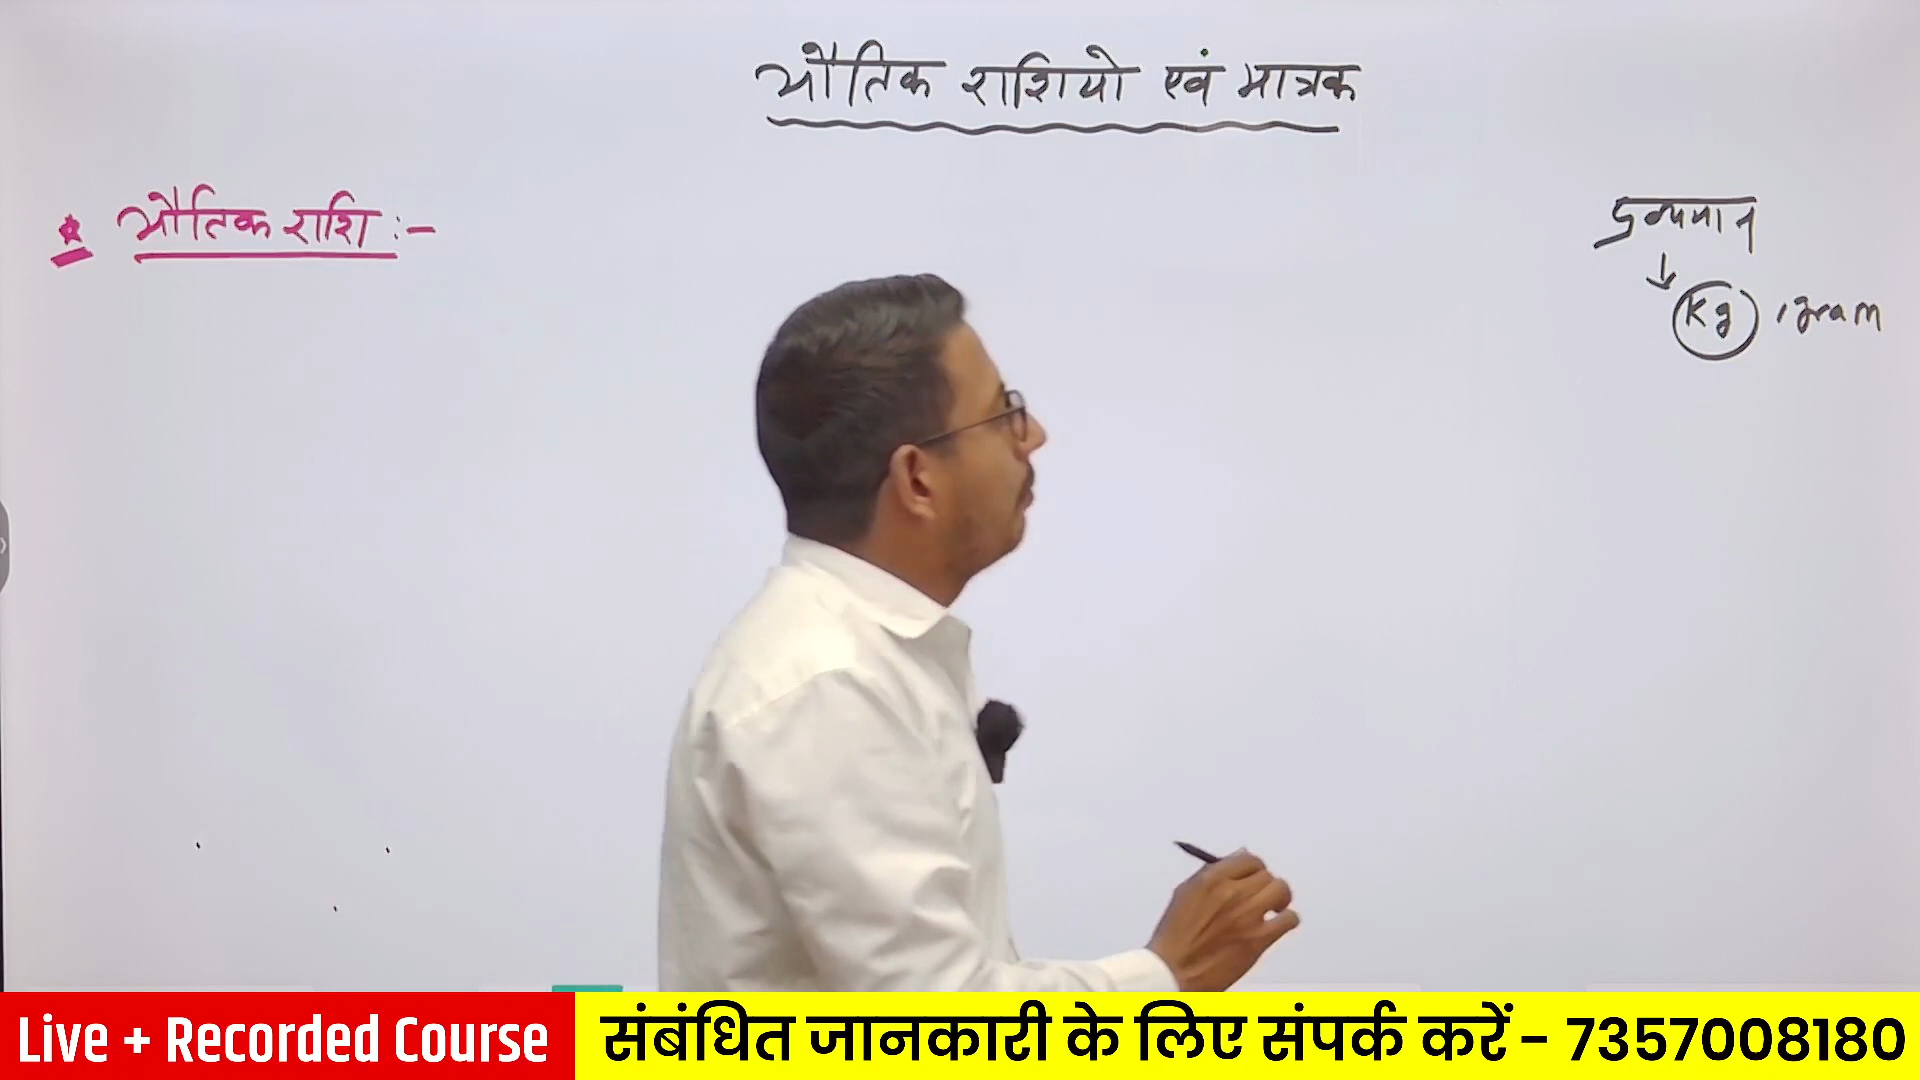 भौतिक राशियो एवं मात्रक
* भौतिक राशि :-
द्रव्यमान
↓
Kg , gram
Live + Recorded Course
संबंधित जानकारी के लिए संपर्क करें - 7357008180